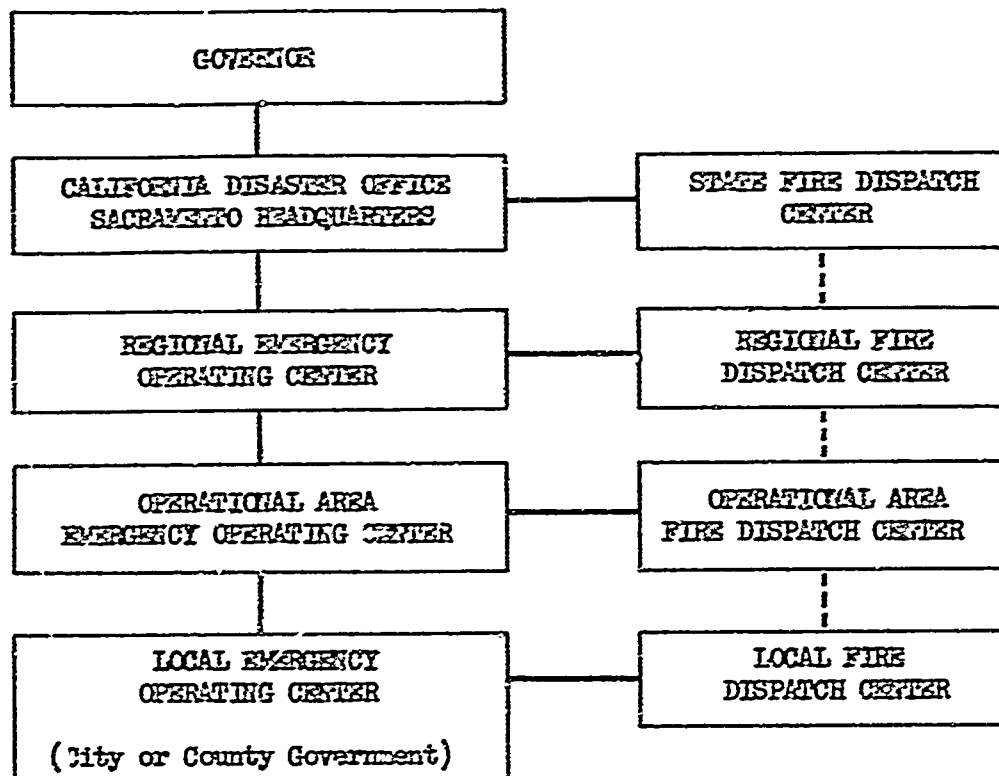 GOVERNOR
CALIFORNIA DISASTER OFFICE
SACRAMENTO HEADQUARTERS
STATE FIRE DISPATCH
CENTER
REGIONAL EMERGENCY
OPERATING CENTER
REGIONAL FIRE
DISPATCH CENTER
OPERATIONAL AREA
EMERGENCY OPERATING CENTER
OPERATIONAL AREA
FIRE DISPATCH CENTER
LOCAL EMERGENCY
OPERATING CENTER
(City or County Government)
LOCAL FIRE
DISPATCH CENTER